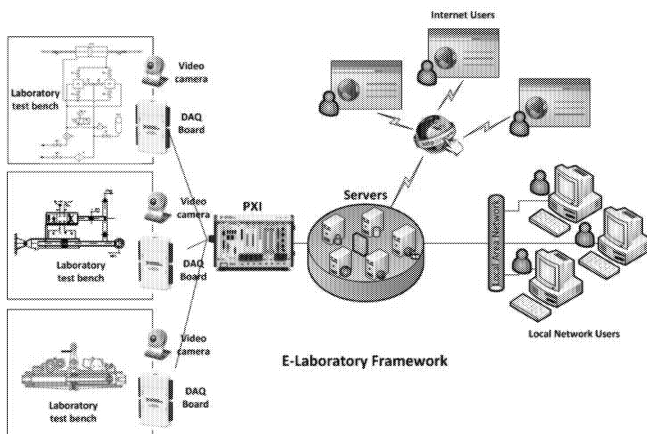 Internet Users
Video
camera
Laboratory
test bench
DAQ
Board
Video
camera
PXI
Servers
DAQ
Board
Laboratory
test bench
Local Area Network
Video
camera
Local Network Users
E-Laboratory Framework
Laboratory
test bench
DAQ
Board